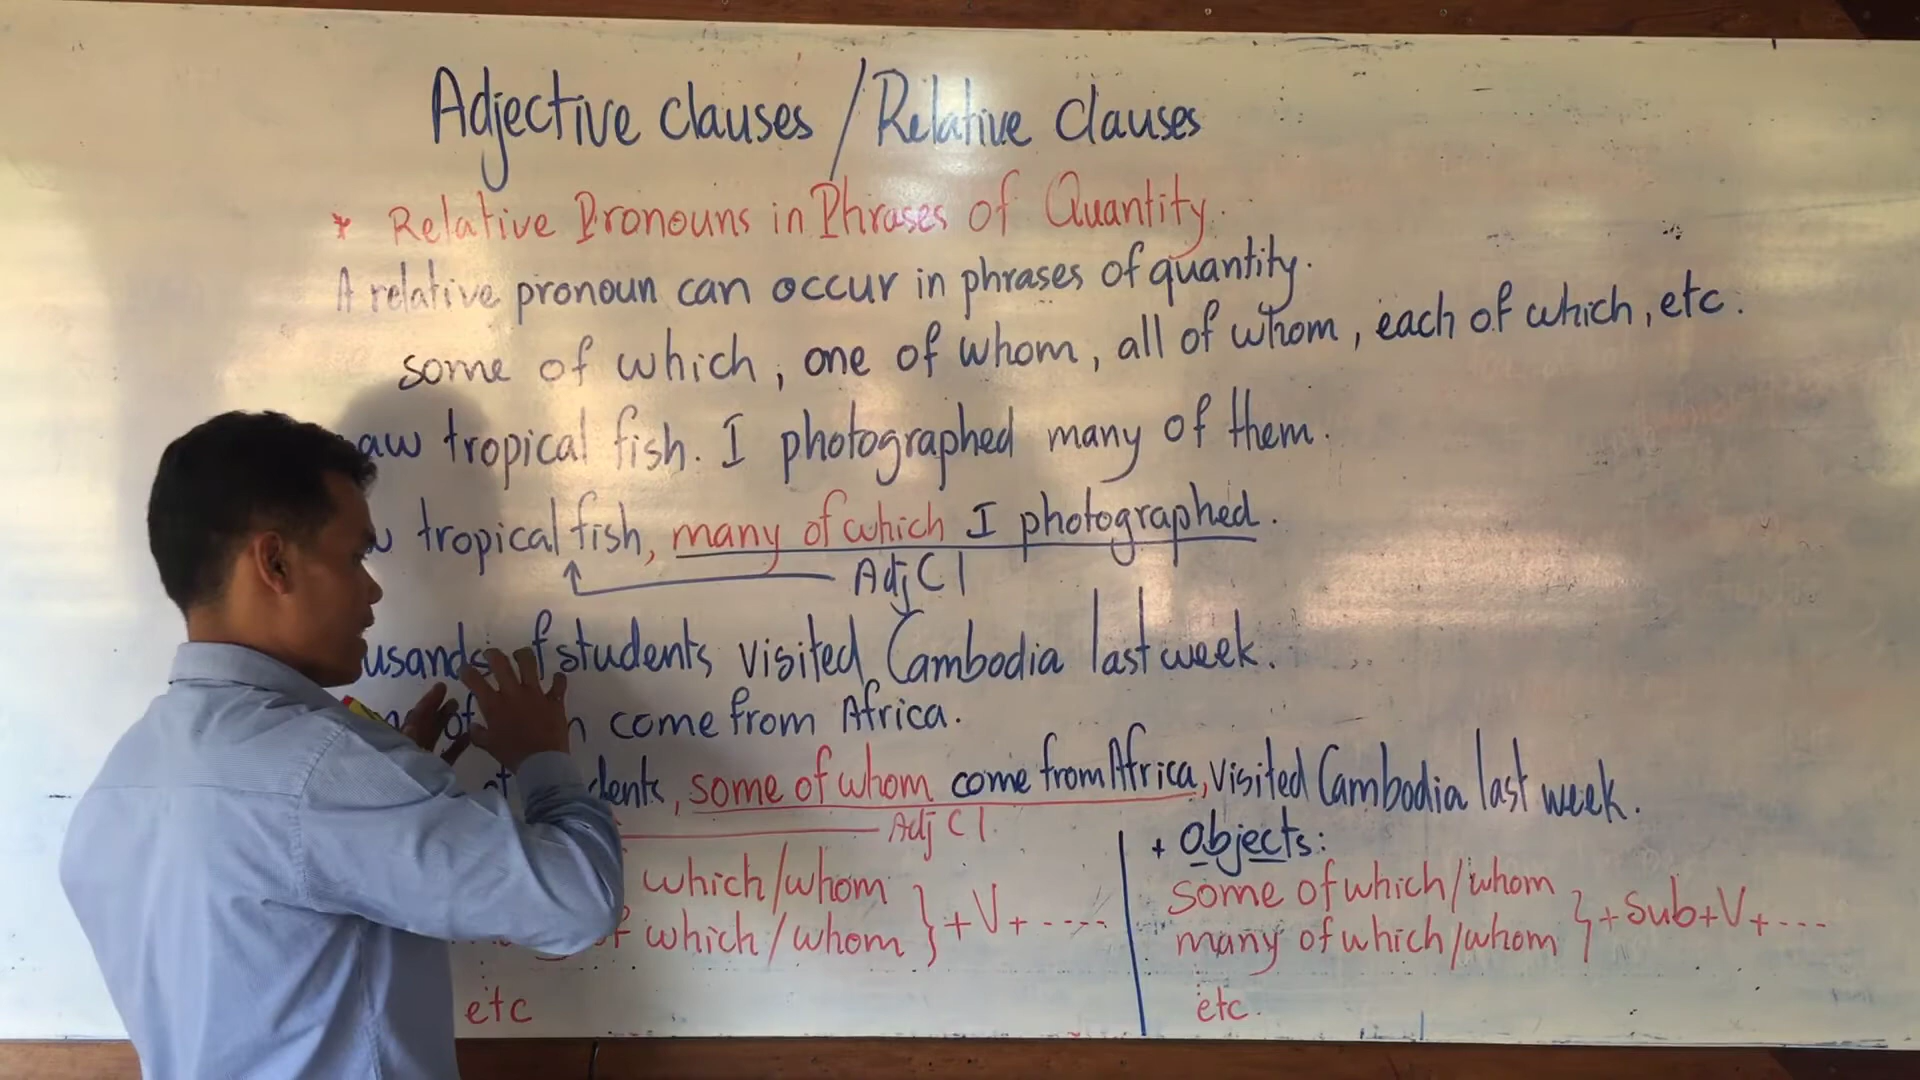 Adjective clauses / Relative clauses
* Relative Pronouns in Phrases of Quantity.
A relative pronoun can occur in phrases of quantity.
some of which, one of whom, all of whom, each of which, etc.
tropical fish. I photographed many of them.
tropical fish, many of which I photographed.
Adj Cl
of students visited Cambodia last week.
of come from Africa.
, some of whom come from Africa, visited Cambodia last week.
Adj Cl.
which/whom
of which/whom } + V + ....
etc
+ Objects:
some of which/whom
many of which/whom } + Sub + V + ...
etc.